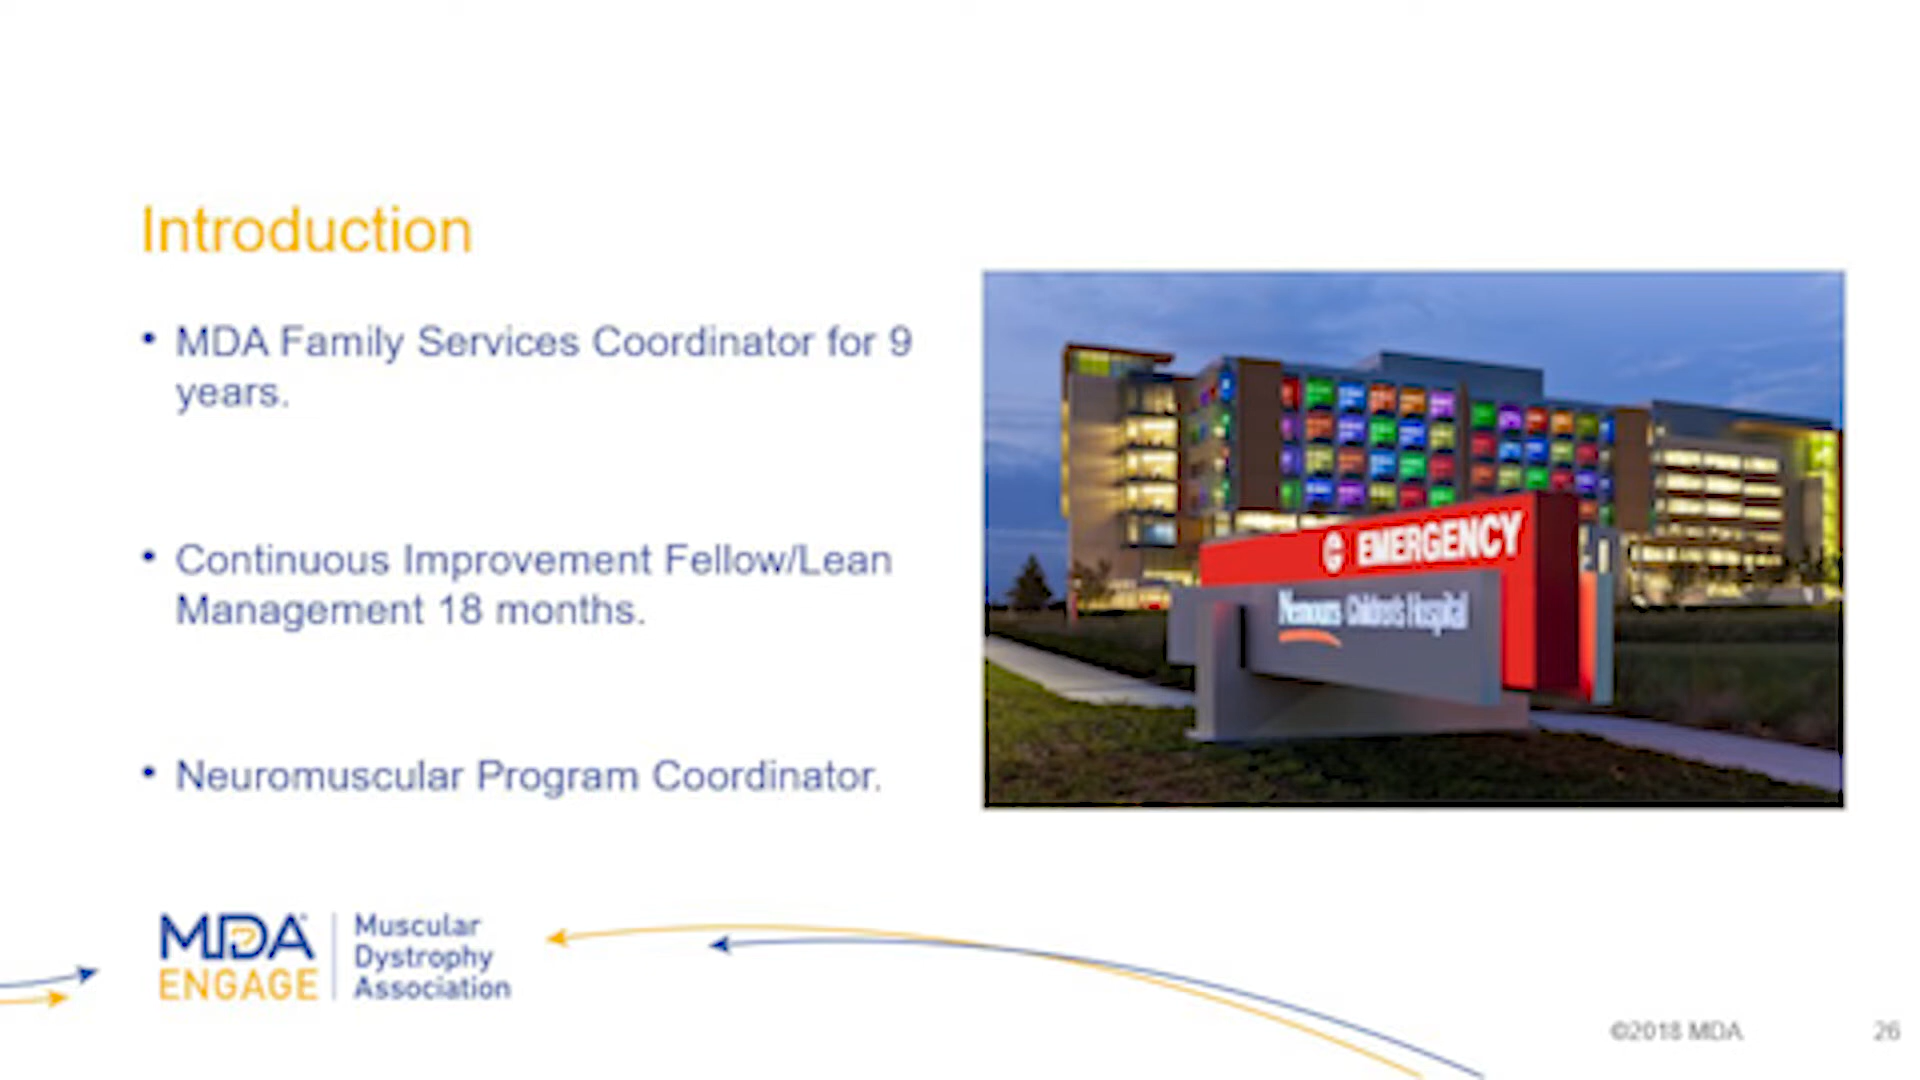 Introduction
• MDA Family Services Coordinator for 9
years.
• Continuous Improvement Fellow/Lean
Management 18 months.
• Neuromuscular Program Coordinator.
EMERGENCY
Nemours Children's Hospital
MDA
ENGAGE
Muscular
Dystrophy
Association
©2018 MDA
26